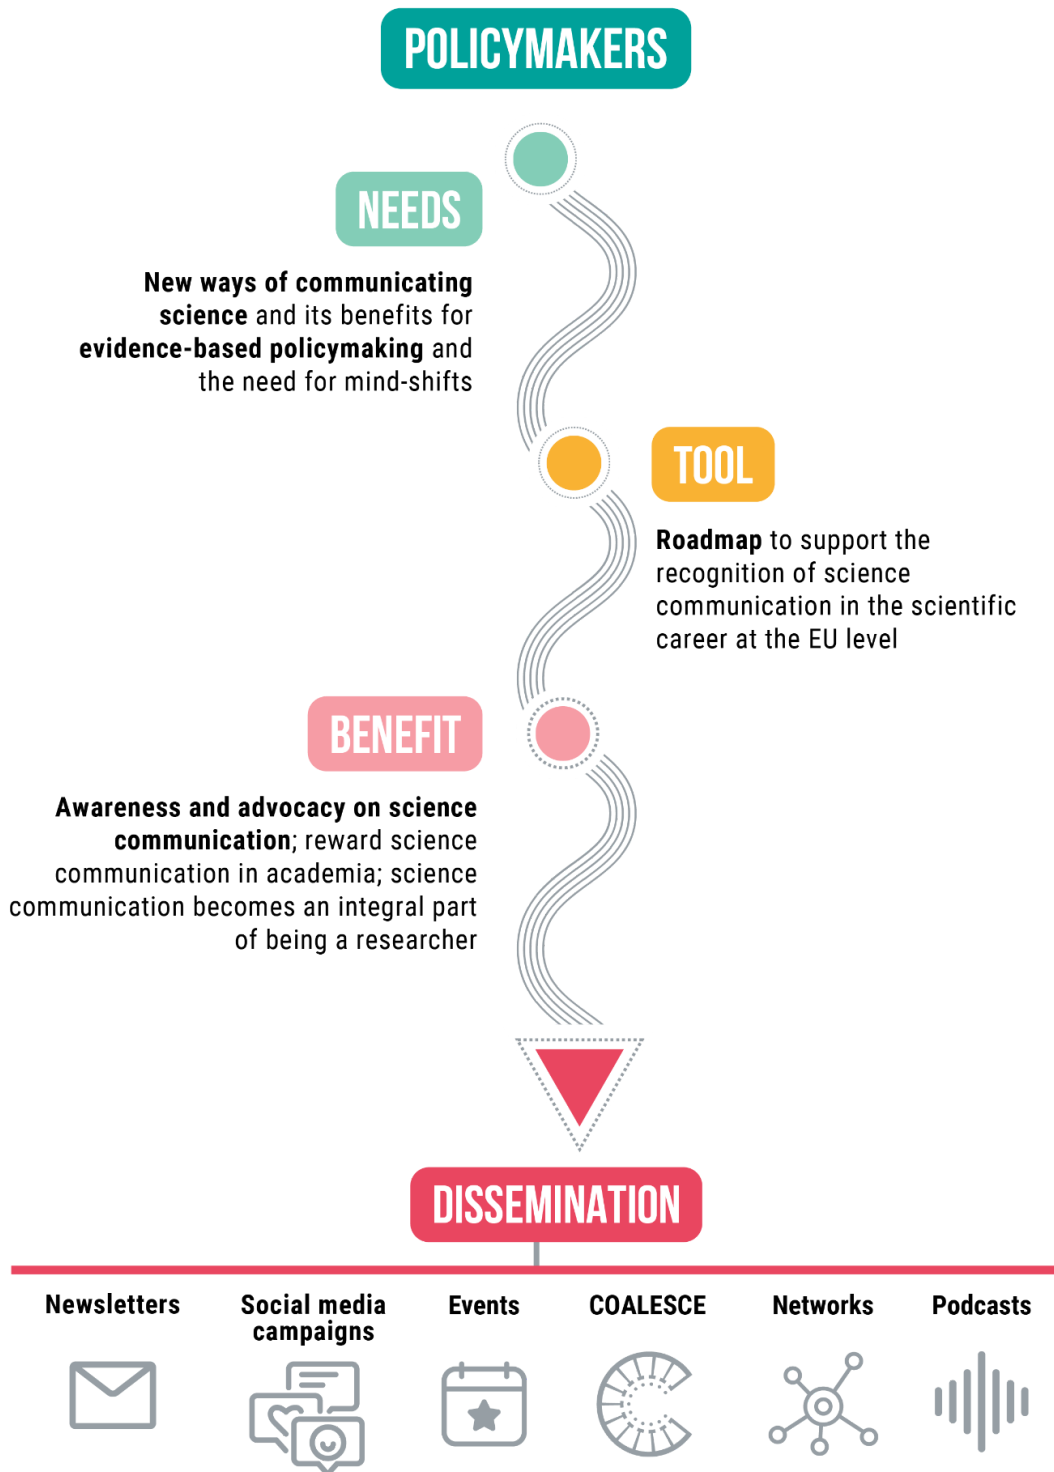 POLICYMAKERS
NEEDS
New ways of communicating
science and its benefits for
evidence-based policymaking and
the need for mind-shifts
TOOL
Roadmap to support the
recognition of science
communication in the scientific
career at the EU level
BENEFIT
Awareness and advocacy on science
communication; reward science
communication in academia; science
communication becomes an integral part
of being a researcher
DISSEMINATION
Newsletters
Social media
campaigns
Events
COALESCE
Networks
Podcasts